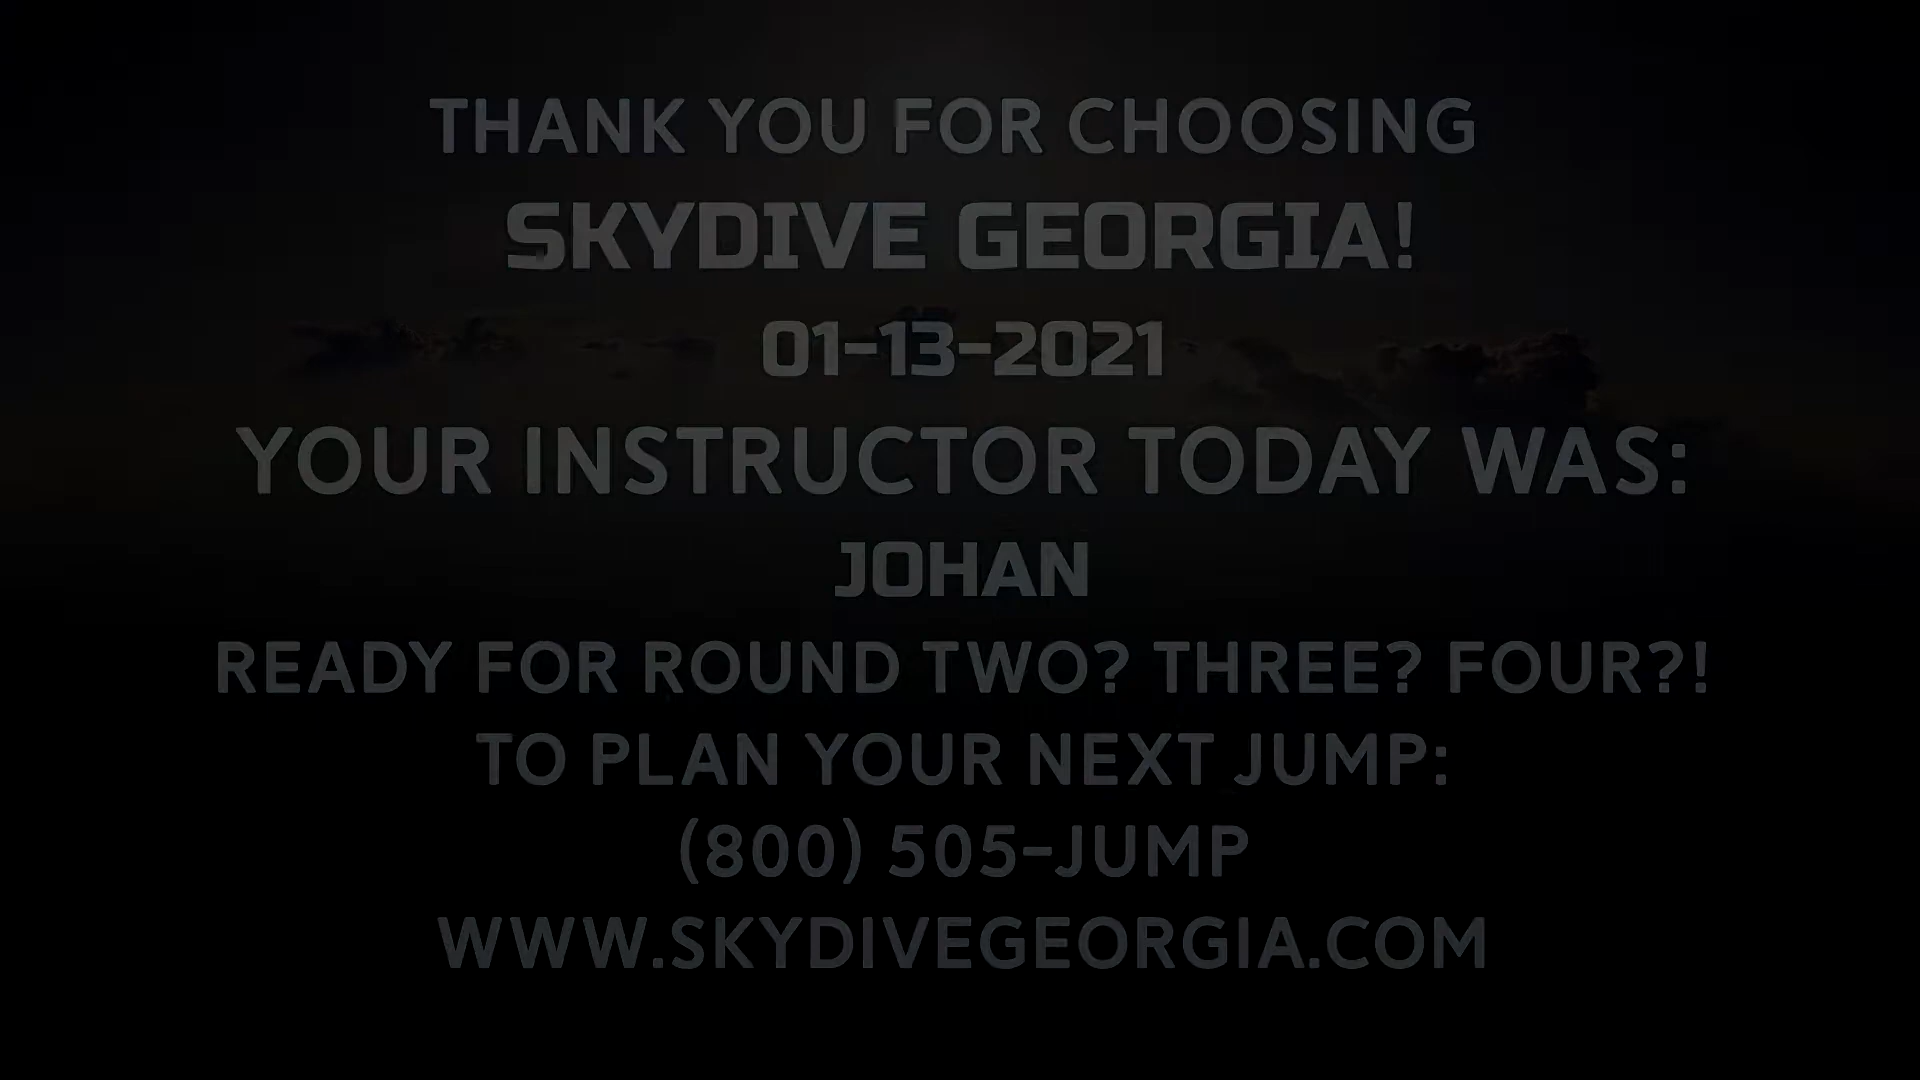 THANK YOU FOR CHOOSING
SKYDIVE GEORGIA!
01-13-2021
YOUR INSTRUCTOR TODAY WAS:
JOHAN
READY FOR ROUND TWO? THREE? FOUR?!
TO PLAN YOUR NEXT JUMP:
(800) 505-JUMP
WWW.SKYDIVEGEORGIA.COM